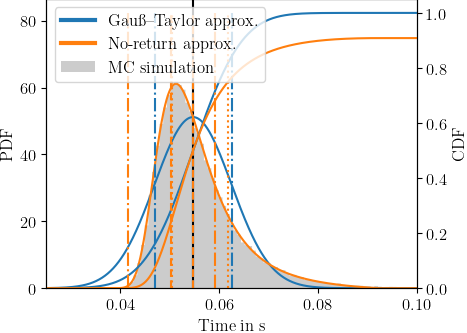 Gauß–Taylor approx.
No-return approx.
MC simulation
PDF
80
60
40
20
0
CDF
1.0
0.8
0.6
0.4
0.2
0.0
0.04 0.06 0.08 0.10
Time in s